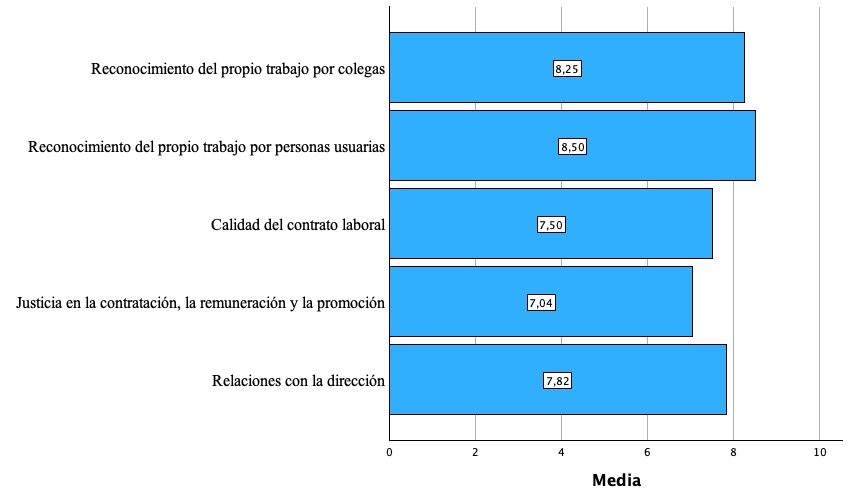 Reconocimiento del propio trabajo por colegas
8,25
Reconocimiento del propio trabajo por personas usuarias
8,50
Calidad del contrato laboral
7,50
Justicia en la contratación, la remuneración y la promoción
7,04
Relaciones con la dirección
7,82
0 2 4 6 8 10
Media